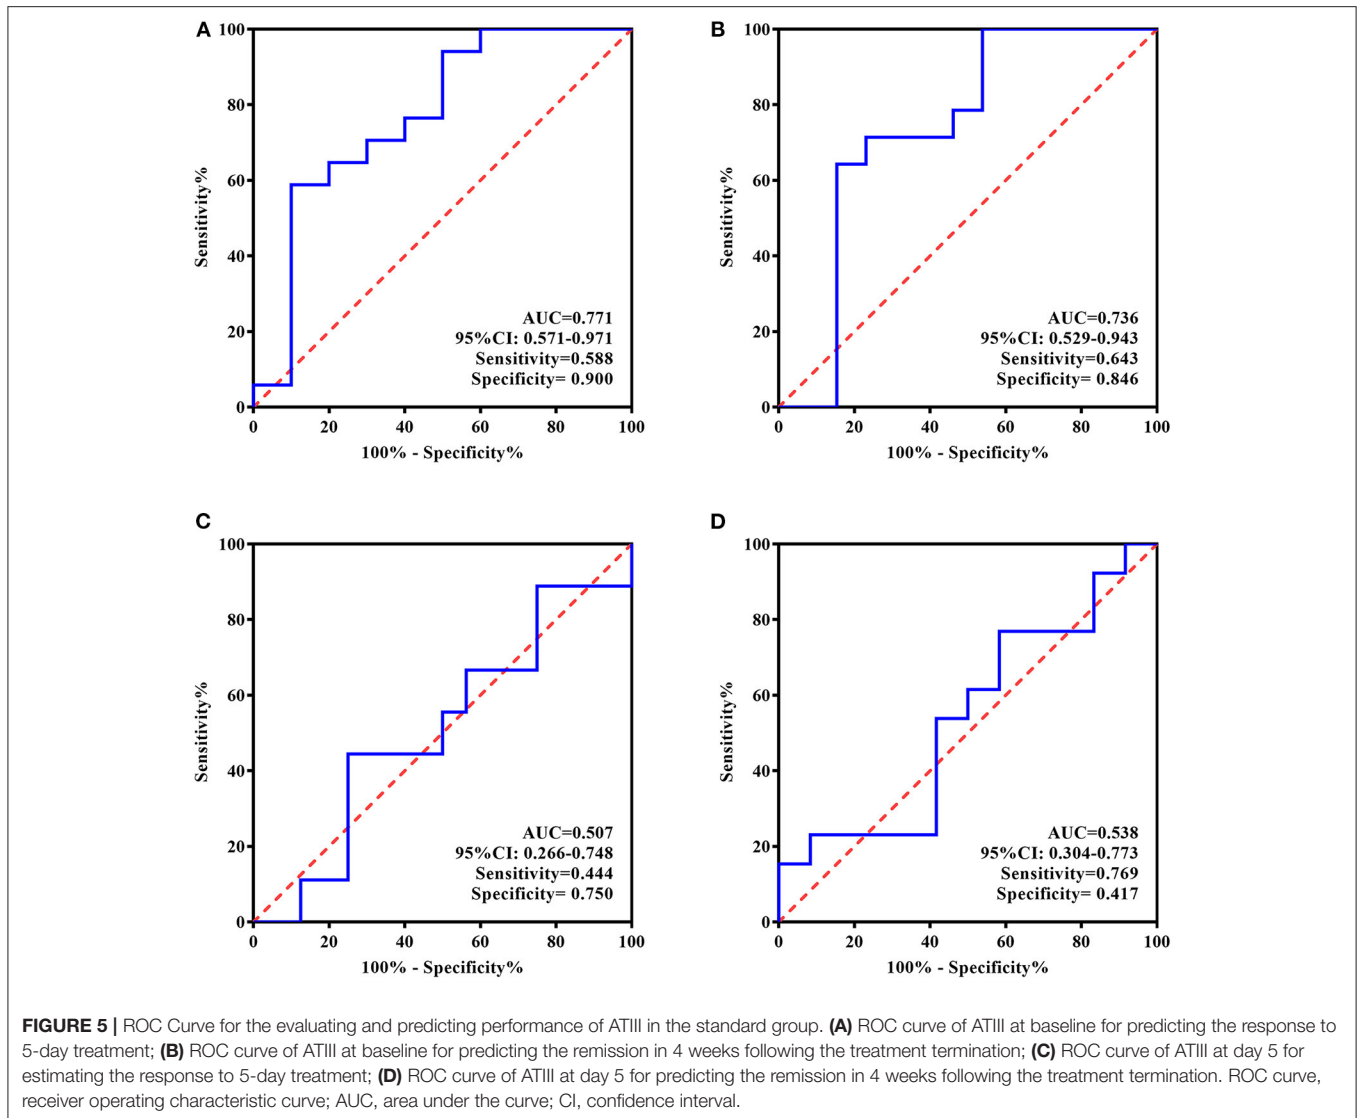 A
100
80
60
40
20
0
Sensitivity%
AUC=0.771
95%CI: 0.571-0.971
Sensitivity=0.588
Specificity= 0.900
0 20 40 60 80 100
100% - Specificity%
B
100
80
60
40
20
0
Sensitivity%
AUC=0.736
95%CI: 0.529-0.943
Sensitivity=0.643
Specificity= 0.846
0 20 40 60 80 100
100% - Specificity%
C
100
80
60
40
20
0
Sensitivity%
AUC=0.507
95%CI: 0.266-0.748
Sensitivity=0.444
Specificity= 0.750
0 20 40 60 80 100
100% - Specificity%
D
100
80
60
40
20
0
Sensitivity%
AUC=0.538
95%CI: 0.304-0.773
Sensitivity=0.769
Specificity= 0.417
0 20 40 60 80 100
100% - Specificity%
FIGURE 5 | ROC Curve for the evaluating and predicting performance of ATIII in the standard group. (A) ROC curve of ATIII at baseline for predicting the response to
5-day treatment; (B) ROC curve of ATIII at baseline for predicting the remission in 4 weeks following the treatment termination; (C) ROC curve of ATIII at day 5 for
estimating the response to 5-day treatment; (D) ROC curve of ATIII at day 5 for predicting the remission in 4 weeks following the treatment termination. ROC curve,
receiver operating characteristic curve; AUC, area under the curve; CI, confidence interval.